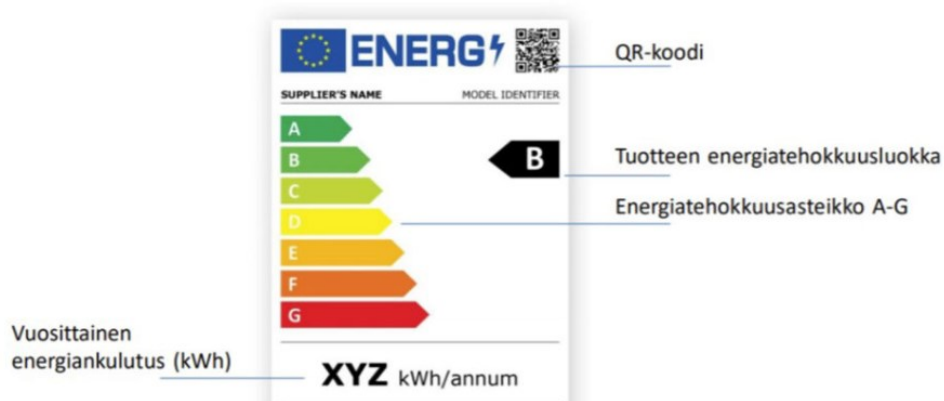 ENERG
QR-koodi
SUPPLIER'S NAME MODEL IDENTIFIER
A
B
B
Tuotteen energiatehokkuusluokka
C
Energiatehokkuusasteikko A-G
D
E
F
G
Vuosittainen
energiankulutus (kWh)
XYZ kWh/annum